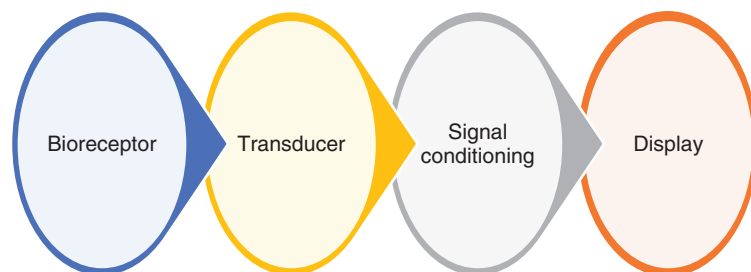 Bioreceptor
Transducer
Signal
conditioning
Display